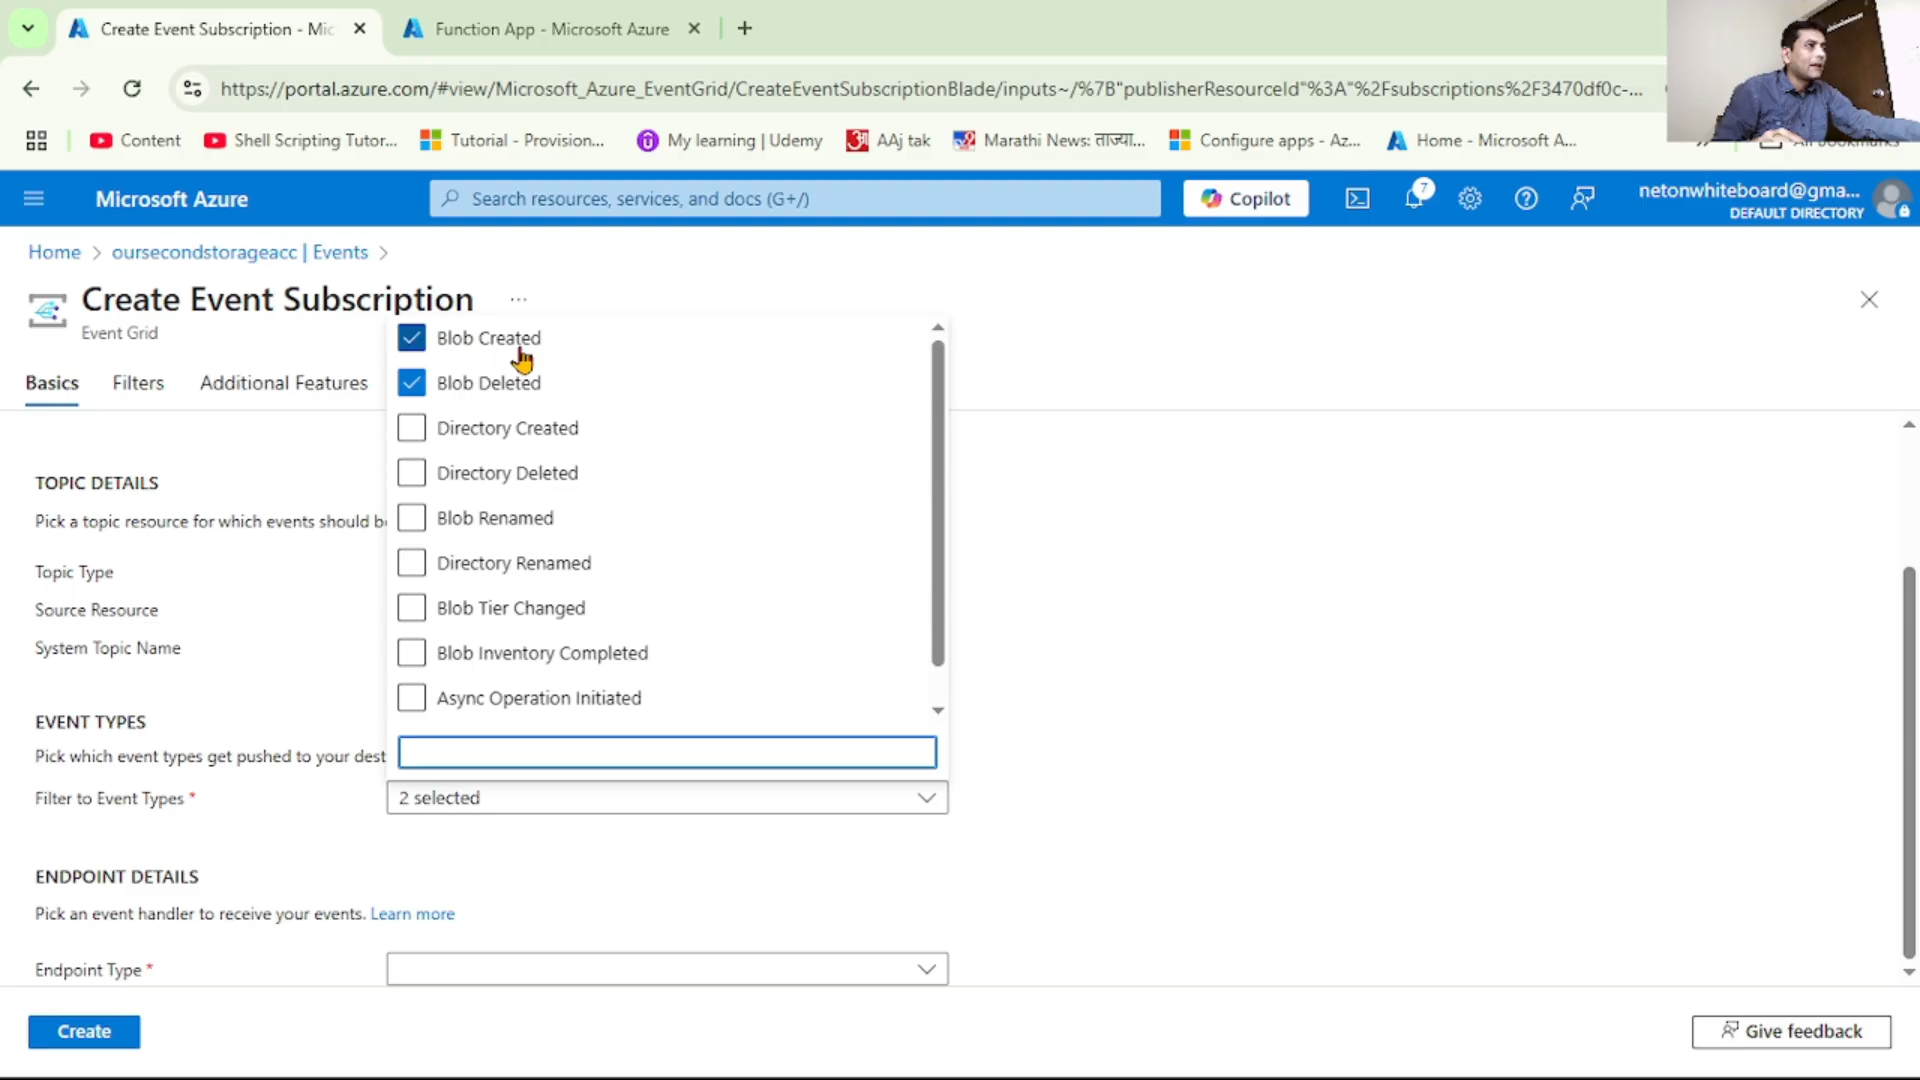 Create Event Subscription - Mic
Function App - Microsoft Azure
https://portal.azure.com/#view/Microsoft_Azure_EventGrid/CreateEventSubscriptionBlade/inputs~/%7B"publisherResourceId"%3A"%2Fsubscriptions%2F3470df0c-...
Content
Shell Scripting Tutor...
Tutorial - Provision...
My learning | Udemy
AAj tak
Marathi News: ताज्या...
Configure apps - Az...
Home - Microsoft A...
All Bookmarks
Microsoft Azure
Search resources, services, and docs (G+/)
Copilot
7
netonwhiteboard@gma...
DEFAULT DIRECTORY
Home > oursecondstorageacc | Events >
Create Event Subscription ...
Event Grid
Basics
Filters
Additional Features
Blob Created
Blob Deleted
Directory Created
Directory Deleted
Blob Renamed
Directory Renamed
Blob Tier Changed
Blob Inventory Completed
Async Operation Initiated
TOPIC DETAILS
Pick a topic resource for which events should be
Topic Type
Source Resource
System Topic Name
EVENT TYPES
Pick which event types get pushed to your dest
Filter to Event Types *
2 selected
ENDPOINT DETAILS
Pick an event handler to receive your events. Learn more
Endpoint Type *
Create
Give feedback